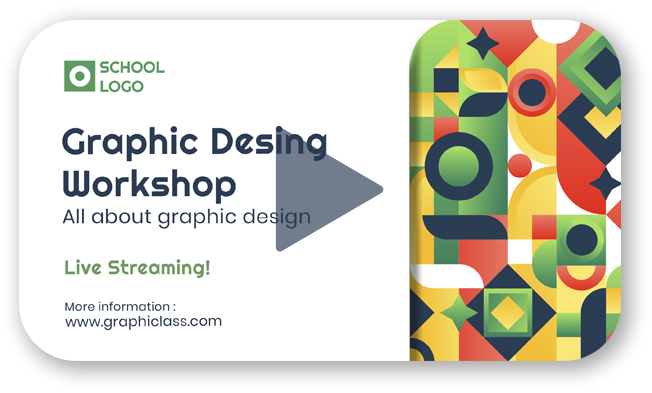 SCHOOL
LOGO
Graphic Desing
Workshop
All about graphic design
Live Streaming!
More information :
www.graphiclass.com